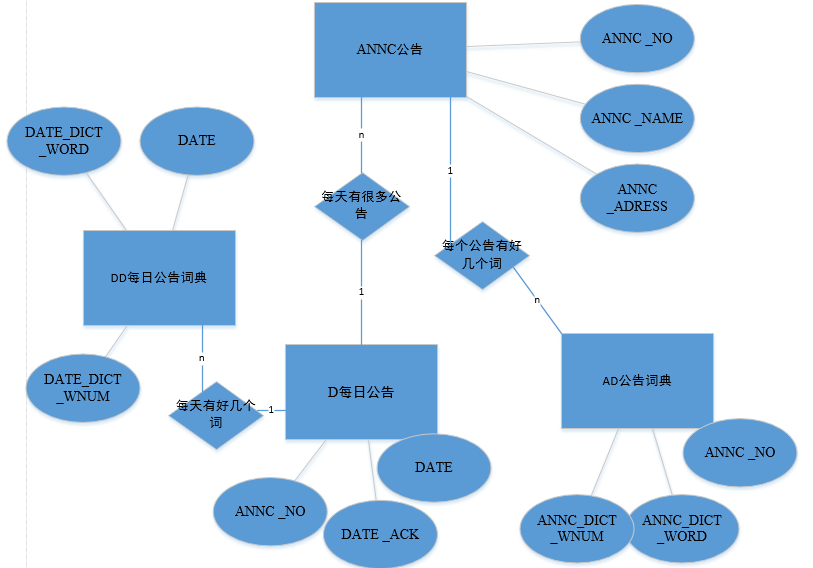 ANNC公告
ANNC _NO
ANNC _NAME
ANNC
_ADRESS
DATE_DICT
_WORD
DATE
n
1
每天有很多公
告
每个公告有好
几个词
DD每日公告词典
1
n
n
DATE_DICT
_WNUM
每天有好几个
词
1
D每日公告
AD公告词典
DATE
ANNC _NO
ANNC _NO
DATE _ACK
ANNC_DICT
_WNUM
ANNC_DICT
_WORD